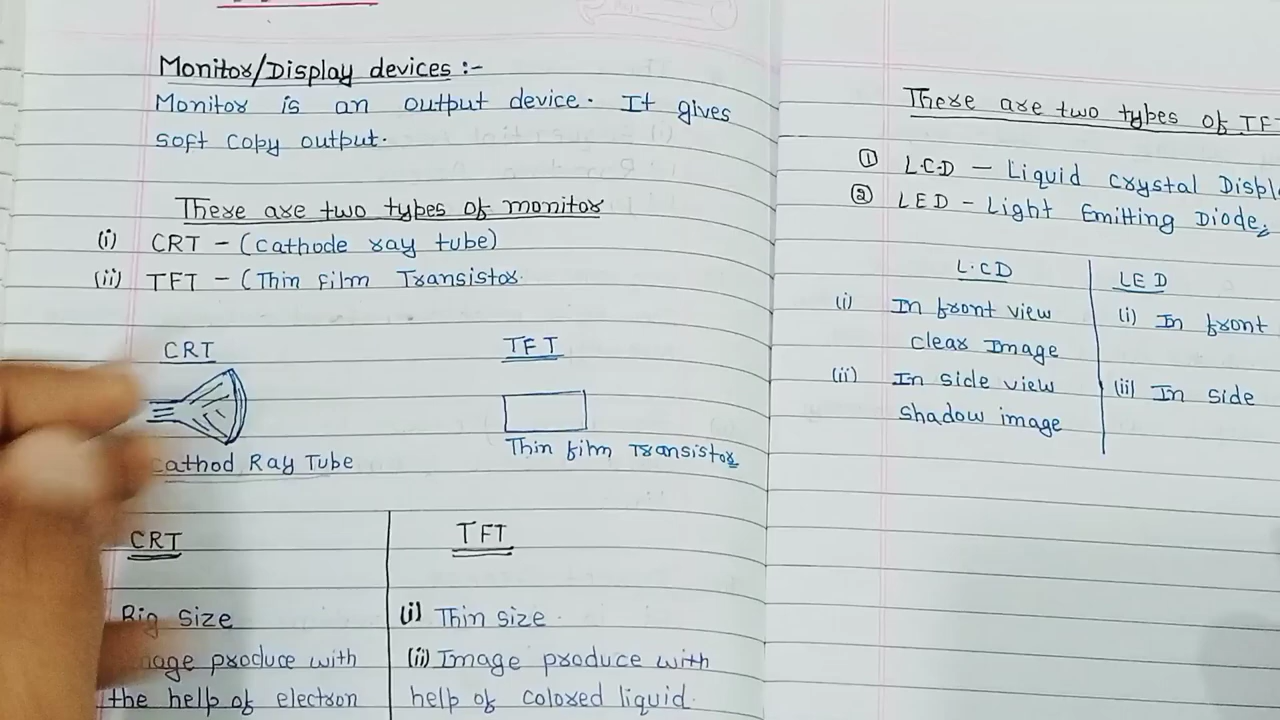 Monitor/Display devices :-
Monitor is an output device. It gives
soft copy output.
There are two types of monitor
(i) CRT - (Cathode ray tube)
(ii) TFT - (Thin film Transistor.
CRT
TFT
Cathod Ray Tube
Thin film Transistor
CRT
TFT
Big size
(i) Thin size.
image produce with
(ii) Image produce with
the help of electron
help of colored liquid.
There are two types of TF
① L.C.D - Liquid crystal Displ
② LED - Light Emitting Diode,
L.CD
LED
(i) In front view
(i) In front
clear Image
(ii) In side view
(ii) In side
shadow image